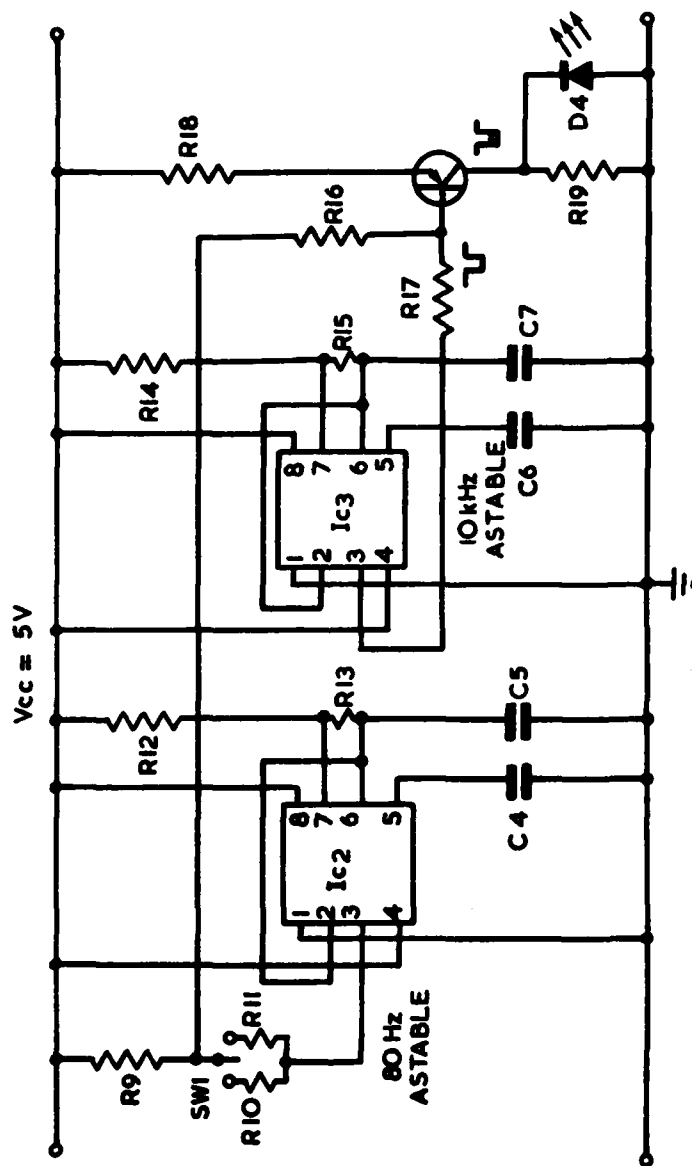 Vcc = 5V
R9
SW1
R10
R11
80Hz
ASTABLE
R12
R13
Ic2
1
2
3
4
8
7
6
5
C4
C5
R14
R15
Ic3
1
2
3
4
8
7
6
5
10kHz
ASTABLE
C6
C7
R16
R17
R18
R19
D4